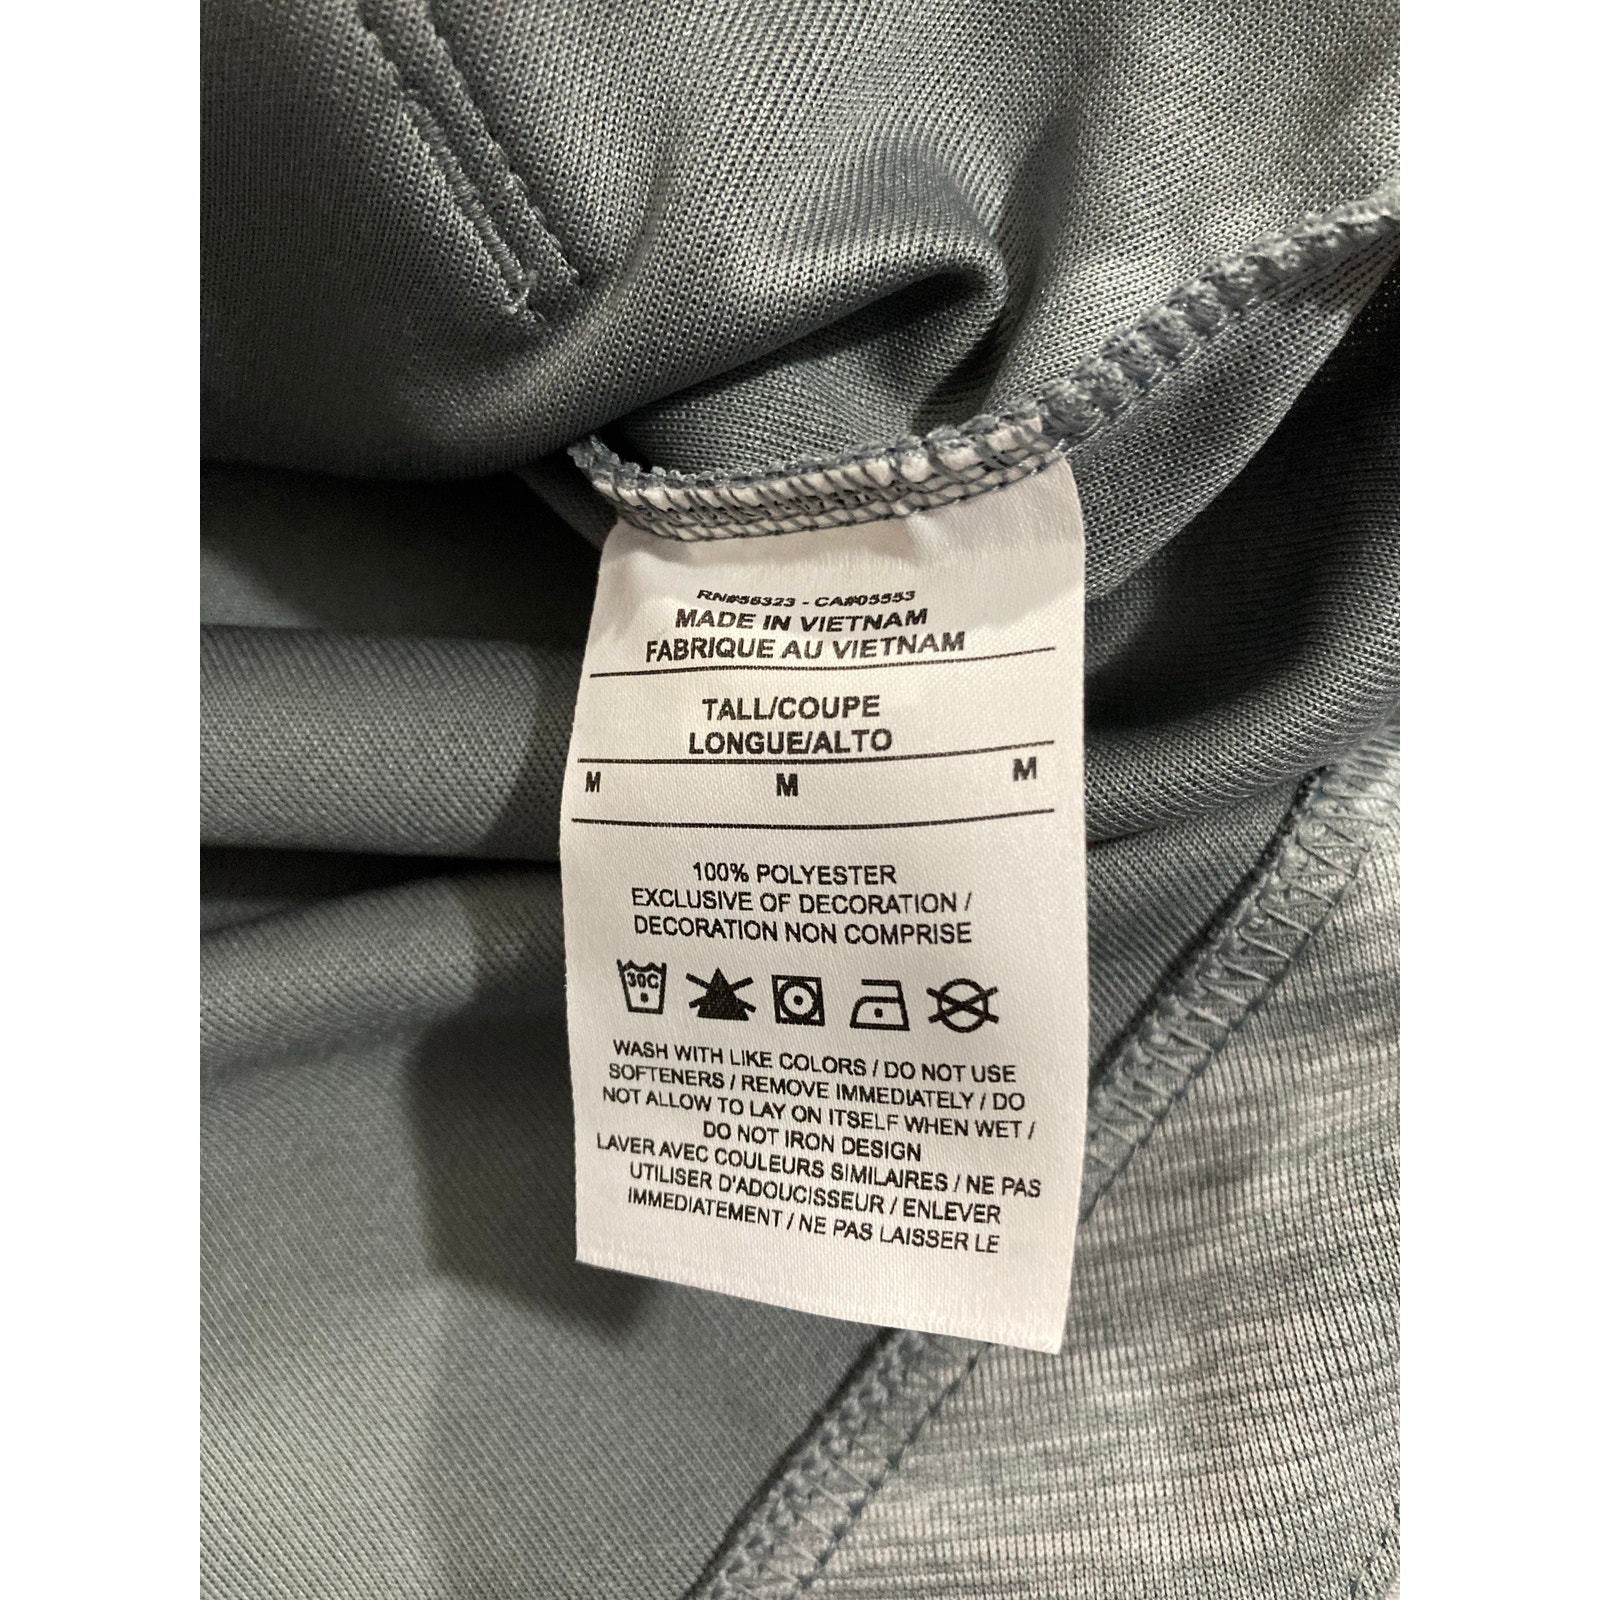 RN#56323 - CA#05553
MADE IN VIETNAM
FABRIQUE AU VIETNAM
TALL/COUPE
LONGUE/ALTO
M M M
100% POLYESTER
EXCLUSIVE OF DECORATION /
DECORATION NON COMPRISE
30C
WASH WITH LIKE COLORS / DO NOT USE
SOFTENERS / REMOVE IMMEDIATELY / DO
NOT ALLOW TO LAY ON ITSELF WHEN WET /
DO NOT IRON DESIGN
LAVER AVEC COULEURS SIMILAIRES / NE PAS
UTILISER D'ADOUCISSEUR / ENLEVER
IMMEDIATEMENT / NE PAS LAISSER LE